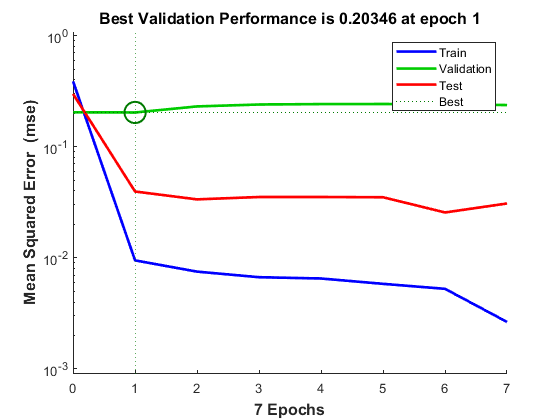 Best Validation Performance is 0.20346 at epoch 1
10^0
10^-1
10^-2
10^-3
Mean Squared Error (mse)
Train
Validation
Test
Best
0 1 2 3 4 5 6 7
7 Epochs